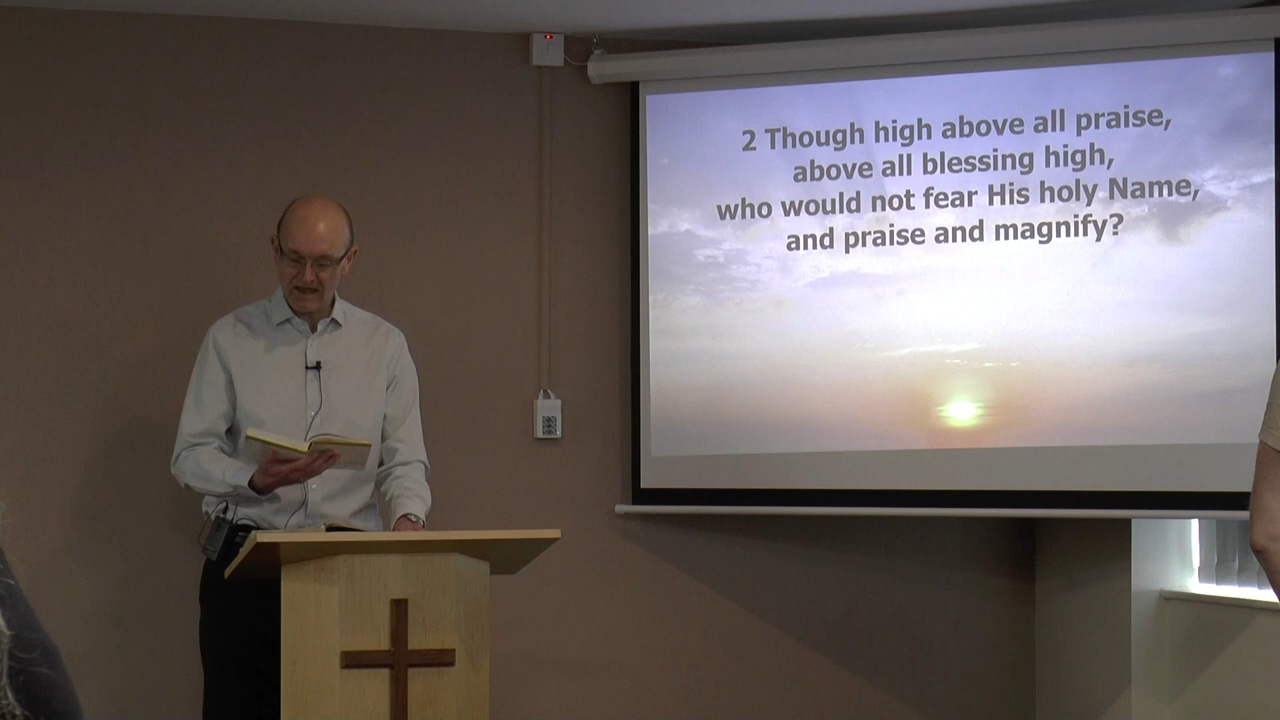 2 Though high above all praise,
above all blessing high,
who would not fear His holy Name,
and praise and magnify?